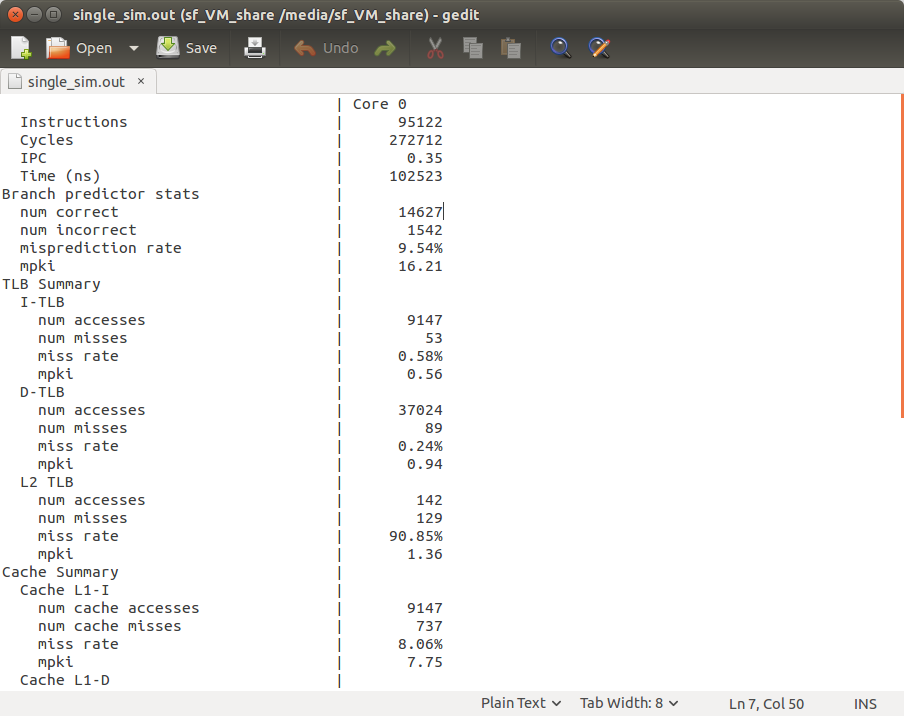 single_sim.out (sf_VM_share /media/sf_VM_share) - gedit
Open Save Undo
single_sim.out ×
| Core 0
Instructions | 95122
Cycles | 272712
IPC | 0.35
Time (ns) | 102523
Branch predictor stats |
num correct | 14627
num incorrect | 1542
misprediction rate | 9.54%
mpki | 16.21
TLB Summary |
I-TLB |
num accesses | 9147
num misses | 53
miss rate | 0.58%
mpki | 0.56
D-TLB |
num accesses | 37024
num misses | 89
miss rate | 0.24%
mpki | 0.94
L2 TLB |
num accesses | 142
num misses | 129
miss rate | 90.85%
mpki | 1.36
Cache Summary |
Cache L1-I |
num cache accesses | 9147
num cache misses | 737
miss rate | 8.06%
mpki | 7.75
Cache L1-D |
Plain Text Tab Width: 8 Ln 7, Col 50 INS